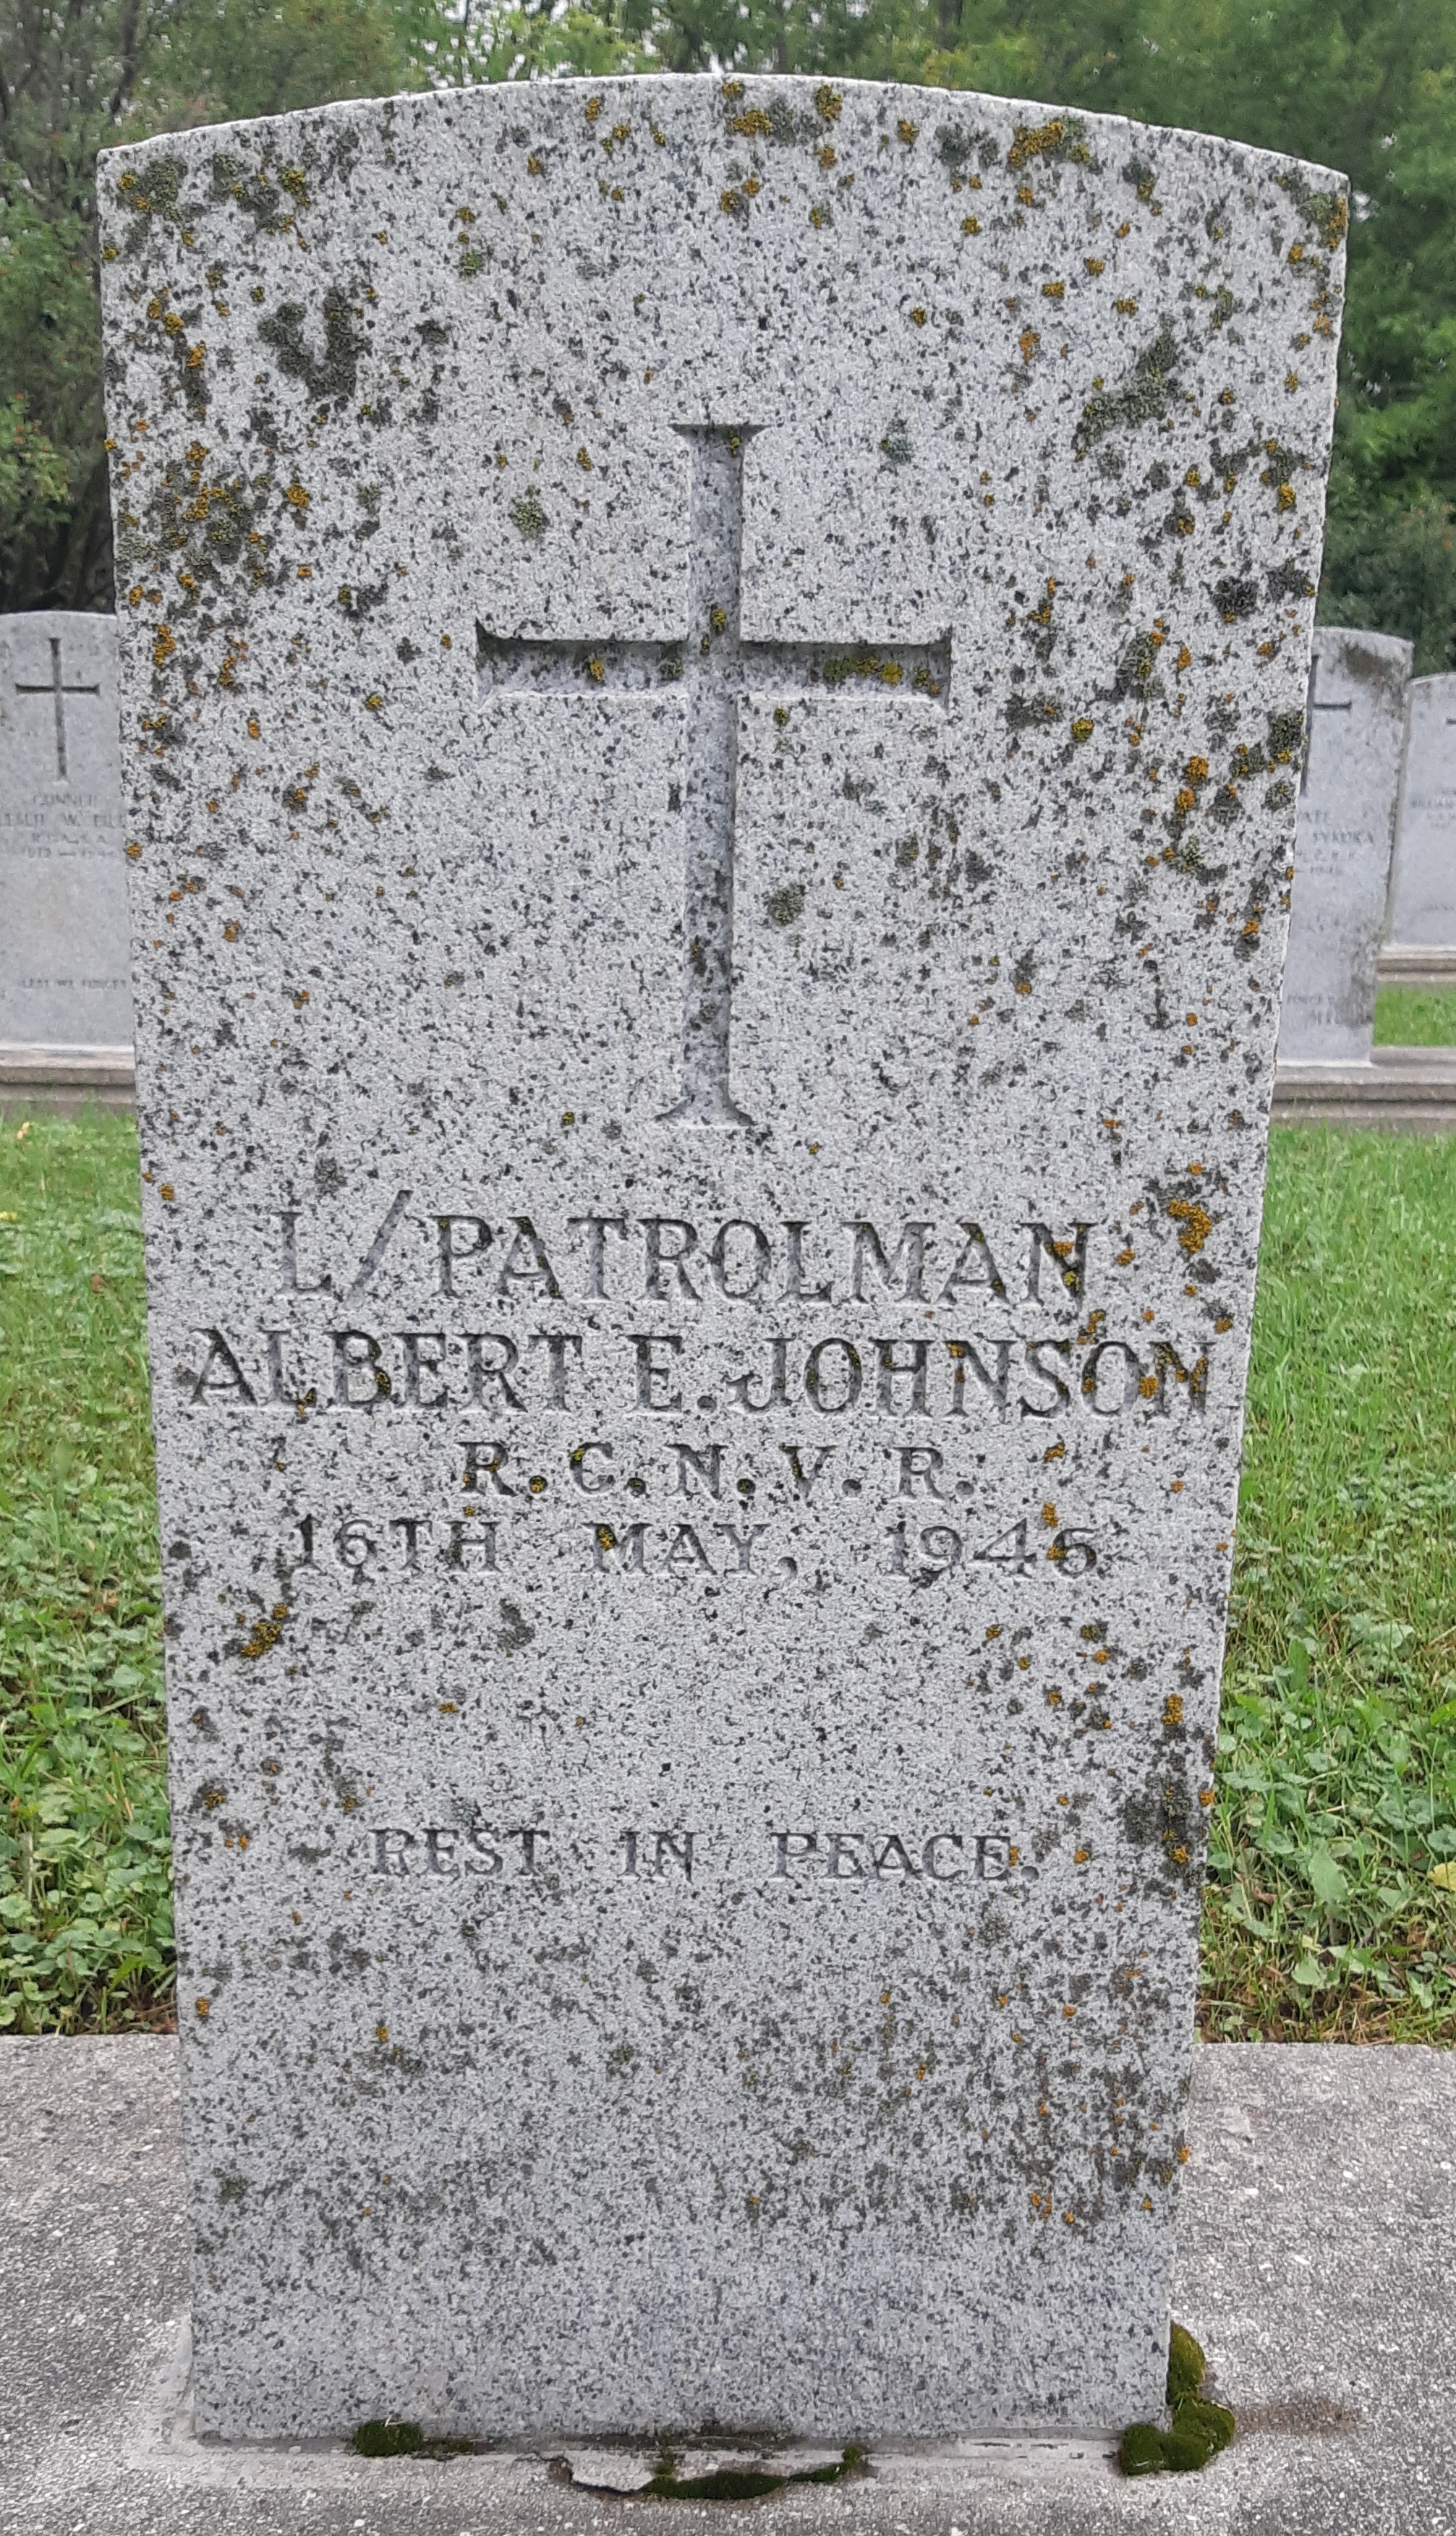 L/PATROLMAN
ALBERT E. JOHNSON
R.C.N.V.R.
16TH MAY, 1946
REST IN PEACE.